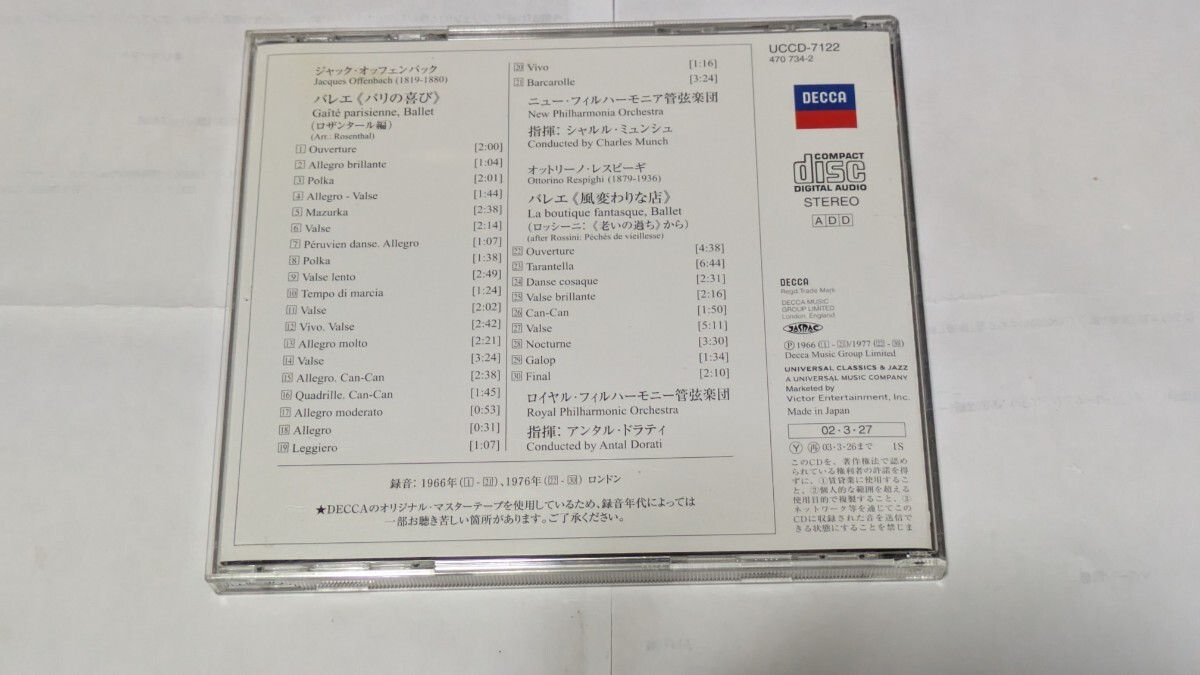 ジャック・オッフェンバック
Jacques Offenbach (1819-1880)
バレエ《パリの喜び》
Gaîté parisienne, Ballet
(ロザンタール編)
(Arr.: Rosenthal)
1 Ouverture [2:00]
2 Allegro brillante [1:04]
3 Polka [2:01]
4 Allegro - Valse [1:44]
5 Mazurka [2:38]
6 Valse [2:14]
7 Péruvien danse. Allegro [1:07]
8 Polka [1:38]
9 Valse lento [2:49]
10 Tempo di marcia [1:24]
11 Valse [2:02]
12 Vivo. Valse [2:42]
13 Allegro molto [2:21]
14 Valse [3:24]
15 Allegro. Can-Can [2:38]
16 Quadrille. Can-Can [1:45]
17 Allegro moderato [0:53]
18 Allegro [0:31]
19 Leggiero [1:07]
20 Vivo [1:16]
21 Barcarolle [3:24]
ニュー・フィルハーモニア管弦楽団
New Philharmonia Orchestra
指揮: シャルル・ミュンシュ
Conducted by Charles Munch
オットリーノ・レスピーギ
Ottorino Respighi (1879-1936)
バレエ《風変わりな店》
La boutique fantasque, Ballet
(ロッシーニ:《老いの過ち》から)
(after Rossini: Péchés de vieillesse)
22 Ouverture [4:38]
23 Tarantella [6:44]
24 Danse cosaque [2:31]
25 Valse brillante [2:16]
26 Can-Can [1:50]
27 Valse [5:11]
28 Nocturne [3:30]
29 Galop [1:34]
30 Final [2:10]
ロイヤル・フィルハーモニー管弦楽団
Royal Philharmonic Orchestra
指揮: アンタル・ドラティ
Conducted by Antal Dorati
録音: 1966年(1-21)、1976年(22-30) ロンドン
★DECCAのオリジナル・マスターテープを使用しているため、録音年代によっては
一部お聴き苦しい箇所があります。ご了承ください。
UCCD-7122
470 734-2
DECCA
COMPACT
disc
DIGITAL AUDIO
STEREO
ADD
DECCA
Regd. Trade Mark
DECCA MUSIC
GROUP LIMITED
London, England
JASRAC
Ⓟ 1966 (1-21)/1977 (22-30)
Decca Music Group Limited
UNIVERSAL CLASSICS & JAZZ
A UNIVERSAL MUSIC COMPANY
Marketed by
Victor Entertainment, Inc.
Made in Japan
02・3・27
Ⓨ 再 03・3・26まで 1S
このCDを、著作権法で認め
られている権利者の許諾を得
ずに、①賃貸業に使用するこ
と、②個人的な範囲を超える
使用目的で複製すること、③
ネットワーク等を通じてこの
CDに収録された音を送信で
きる状態にすることを禁じま